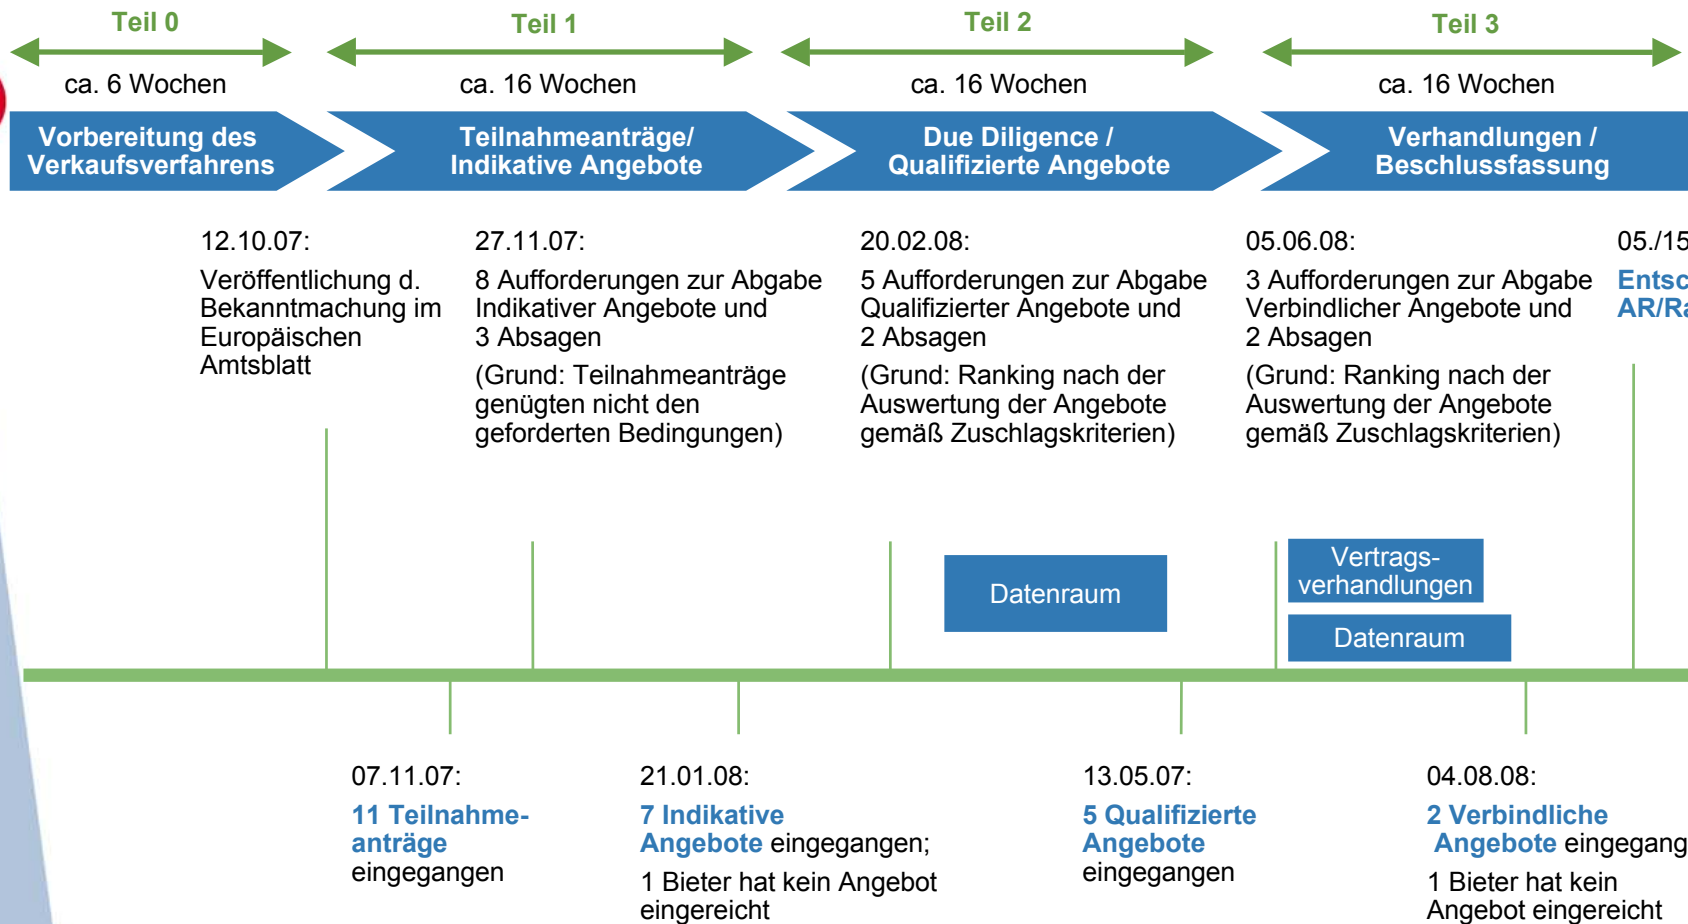 Teil 0
Teil 1
Teil 2
Teil 3
ca. 6 Wochen
ca. 16 Wochen
ca. 16 Wochen
ca. 16 Wochen
Vorbereitung des
Verkaufsverfahrens
Teilnahmeanträge/
Indikative Angebote
Due Diligence /
Qualifizierte Angebote
Verhandlungen /
Beschlussfassung
12.10.07:
Veröffentlichung d.
Bekanntmachung im
Europäischen
Amtsblatt
27.11.07:
8 Aufforderungen zur Abgabe
Indikativer Angebote und
3 Absagen
(Grund: Teilnahmeanträge
genügten nicht den
geforderten Bedingungen)
20.02.08:
5 Aufforderungen zur Abgabe
Qualifizierter Angebote und
2 Absagen
(Grund: Ranking nach der
Auswertung der Angebote
gemäß Zuschlagskriterien)
05.06.08:
3 Aufforderungen zur Abgabe
Verbindlicher Angebote und
2 Absagen
(Grund: Ranking nach der
Auswertung der Angebote
gemäß Zuschlagskriterien)
05./15
Entsc
AR/Ra
Datenraum
Vertrags-
verhandlungen
Datenraum
07.11.07:
11 Teilnahme-
anträge
eingegangen
21.01.08:
7 Indikative
Angebote eingegangen;
1 Bieter hat kein Angebot
eingereicht
13.05.07:
5 Qualifizierte
Angebote
eingegangen
04.08.08:
2 Verbindliche
Angebote eingegang
1 Bieter hat kein
Angebot eingereicht